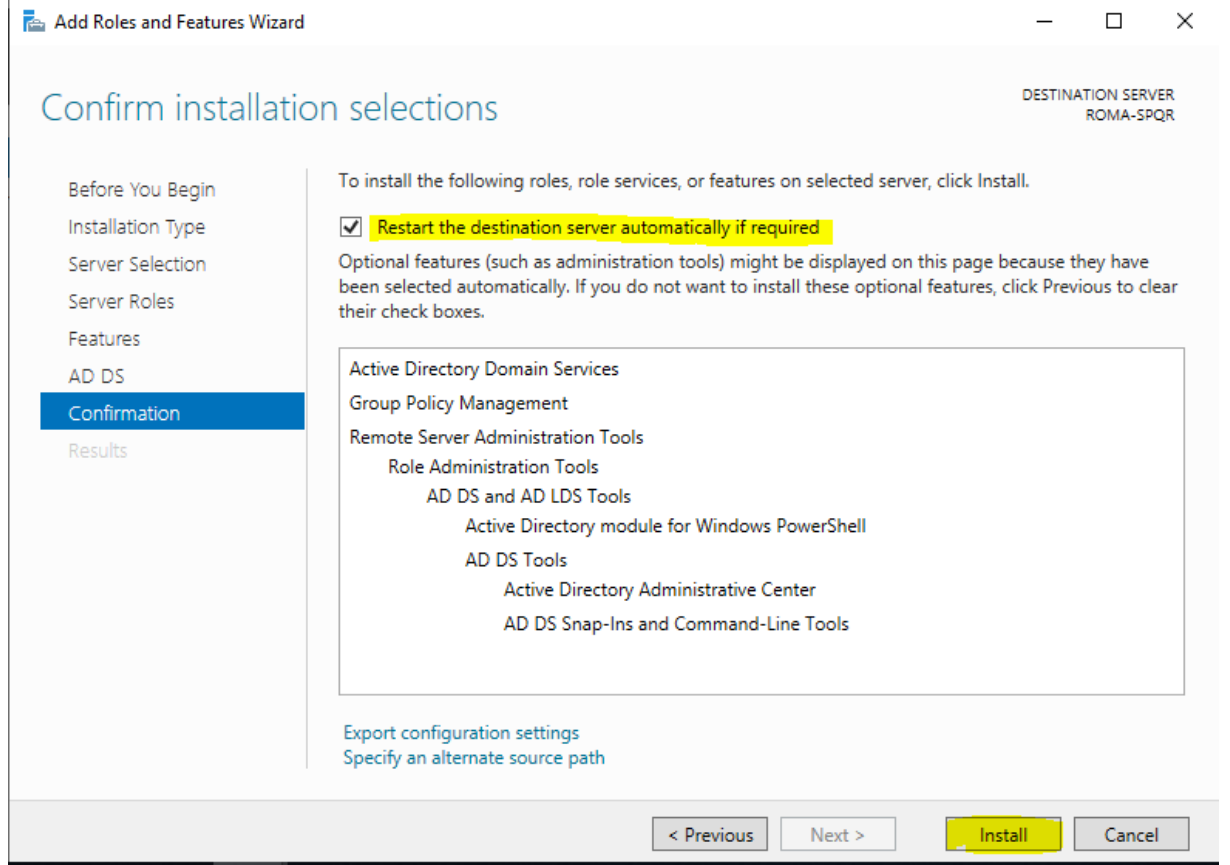 Add Roles and Features Wizard
Confirm installation selections
DESTINATION SERVER
ROMA-SPQR
Before You Begin
Installation Type
Server Selection
Server Roles
Features
AD DS
Confirmation
Results
To install the following roles, role services, or features on selected server, click Install.
Restart the destination server automatically if required
Optional features (such as administration tools) might be displayed on this page because they have
been selected automatically. If you do not want to install these optional features, click Previous to clear
their check boxes.
Active Directory Domain Services
Group Policy Management
Remote Server Administration Tools
Role Administration Tools
AD DS and AD LDS Tools
Active Directory module for Windows PowerShell
AD DS Tools
Active Directory Administrative Center
AD DS Snap-Ins and Command-Line Tools
Export configuration settings
Specify an alternate source path
< Previous
Next >
Install
Cancel